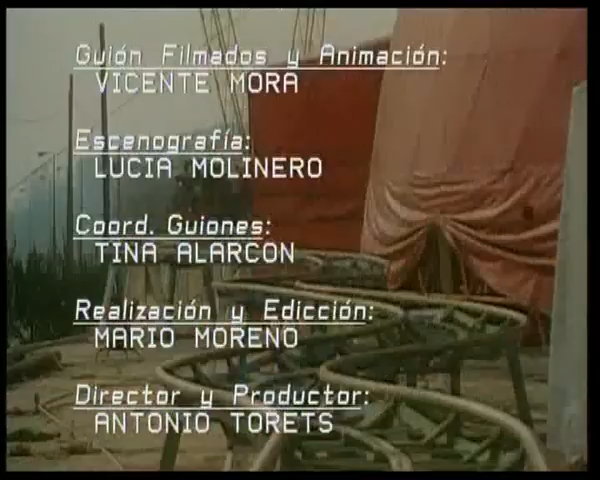 Guión Filmados y Animación:
VICENTE MORA
Escenografía:
LUCIA MOLINERO
Coord. Guiones:
TINA ALARCON
Realización y Edicción:
MARIO MORENO
Director y Productor:
ANTONIO TORETS